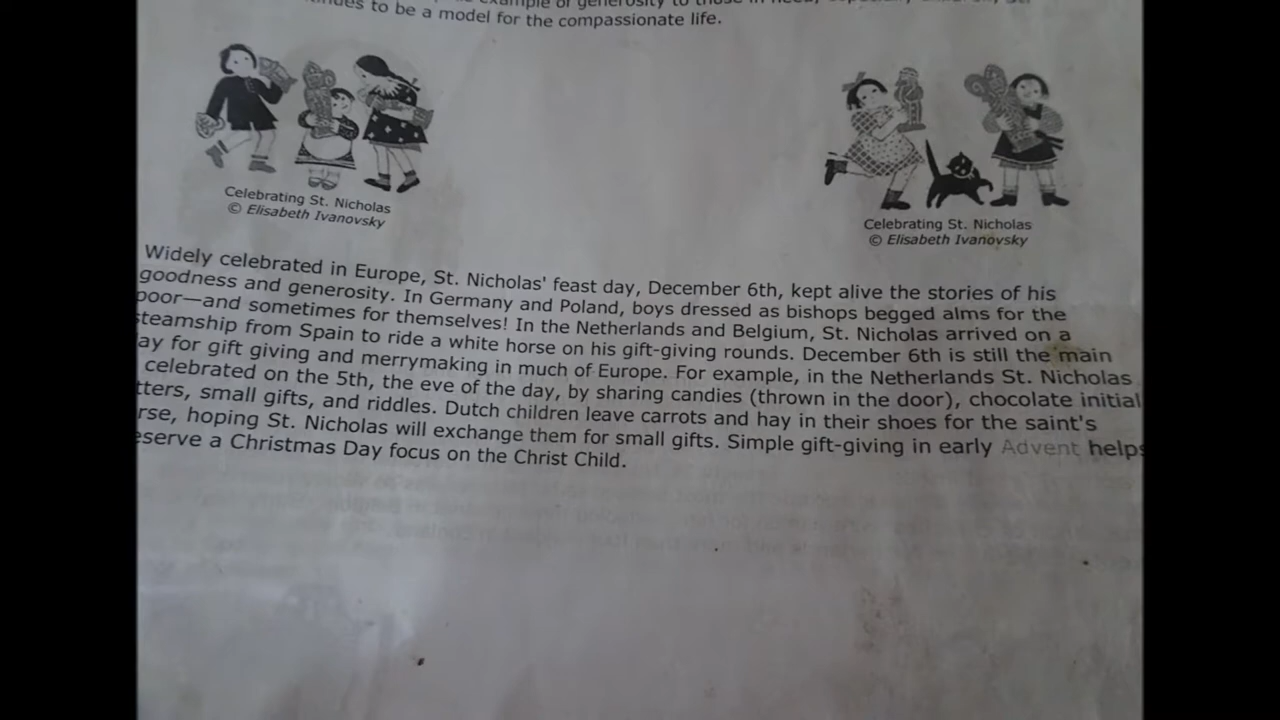 example of generosity to those in need, especially
to be a model for the compassionate life.
Celebrating St. Nicholas
© Elisabeth Ivanovsky
Celebrating St. Nicholas
© Elisabeth Ivanovsky
Widely celebrated in Europe, St. Nicholas' feast day, December 6th, kept alive the stories of his
goodness and generosity. In Germany and Poland, boys dressed as bishops begged alms for the
poor—and sometimes for themselves! In the Netherlands and Belgium, St. Nicholas arrived on a
steamship from Spain to ride a white horse on his gift-giving rounds. December 6th is still the main
ay for gift giving and merrymaking in much of Europe. For example, in the Netherlands St. Nicholas
celebrated on the 5th, the eve of the day, by sharing candies (thrown in the door), chocolate initial
tters, small gifts, and riddles. Dutch children leave carrots and hay in their shoes for the saint's
rse, hoping St. Nicholas will exchange them for small gifts. Simple gift-giving in early Advent helps
eserve a Christmas Day focus on the Christ Child.